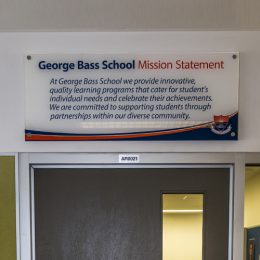 George Bass School Mission Statement
At George Bass School we provide innovative,
quality learning programs that cater for student's
individual needs and celebrate their achievements.
We are committed to supporting students through
partnerships within our diverse community.
AR0021